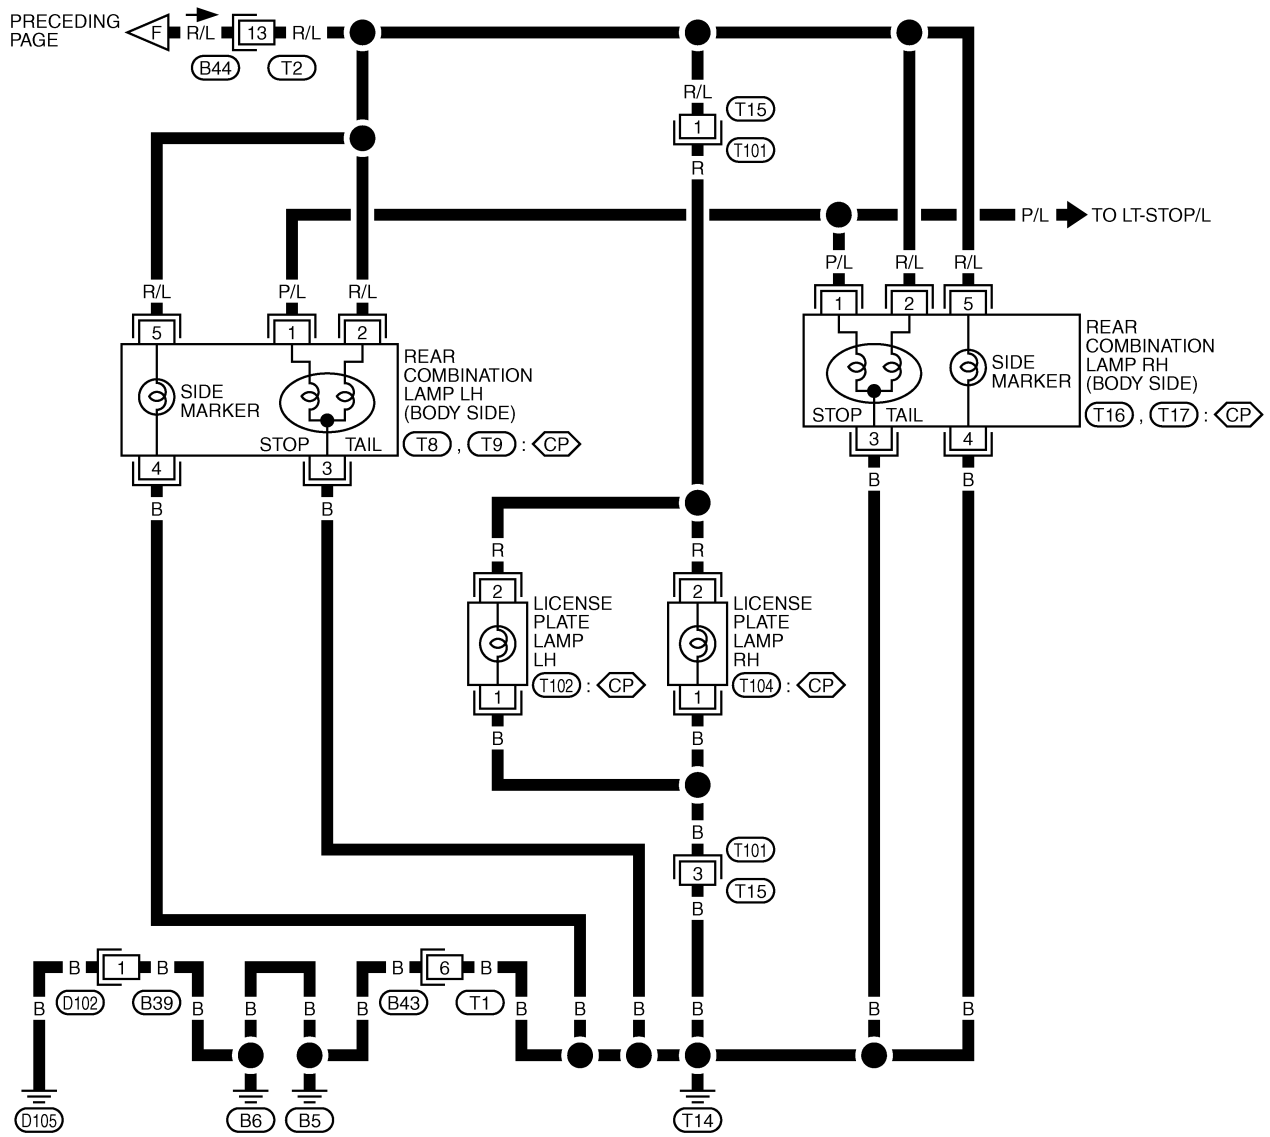 PRECEDING
PAGE
F
R/L
13
R/L
B44
T2
R/L
T15
1
T101
R
P/L
TO LT-STOP/L
P/L
R/L
R/L
R/L
P/L
R/L
1
2
5
5
1
2
REAR
COMBINATION
LAMP LH
(BODY SIDE)
T8 , T9 : CP
SIDE
MARKER
STOP
TAIL
4
3
B
B
REAR
COMBINATION
LAMP RH
(BODY SIDE)
T16 , T17 : CP
SIDE
MARKER
STOP
TAIL
3
4
B
B
R
R
2
2
LICENSE
PLATE
LAMP
LH
T102 : CP
LICENSE
PLATE
LAMP
RH
T104 : CP
1
1
B
B
B
T101
3
T15
B
B
1
B
B
6
B
D102
B39
B43
T1
B
B
B
B
B
B
B
B
B
B
B
D105
B6
B5
T14